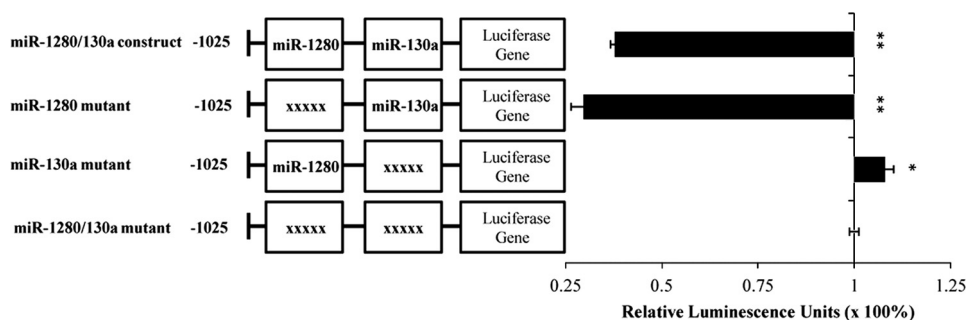 miR-1280/130a construct -1025 miR-1280 miR-130a Luciferase Gene **
miR-1280 mutant -1025 xxxxx miR-130a Luciferase Gene **
miR-130a mutant -1025 miR-1280 xxxxx Luciferase Gene *
miR-1280/130a mutant -1025 xxxxx xxxxx Luciferase Gene
0.25 0.5 0.75 1 1.25
Relative Luminescence Units (x 100%)